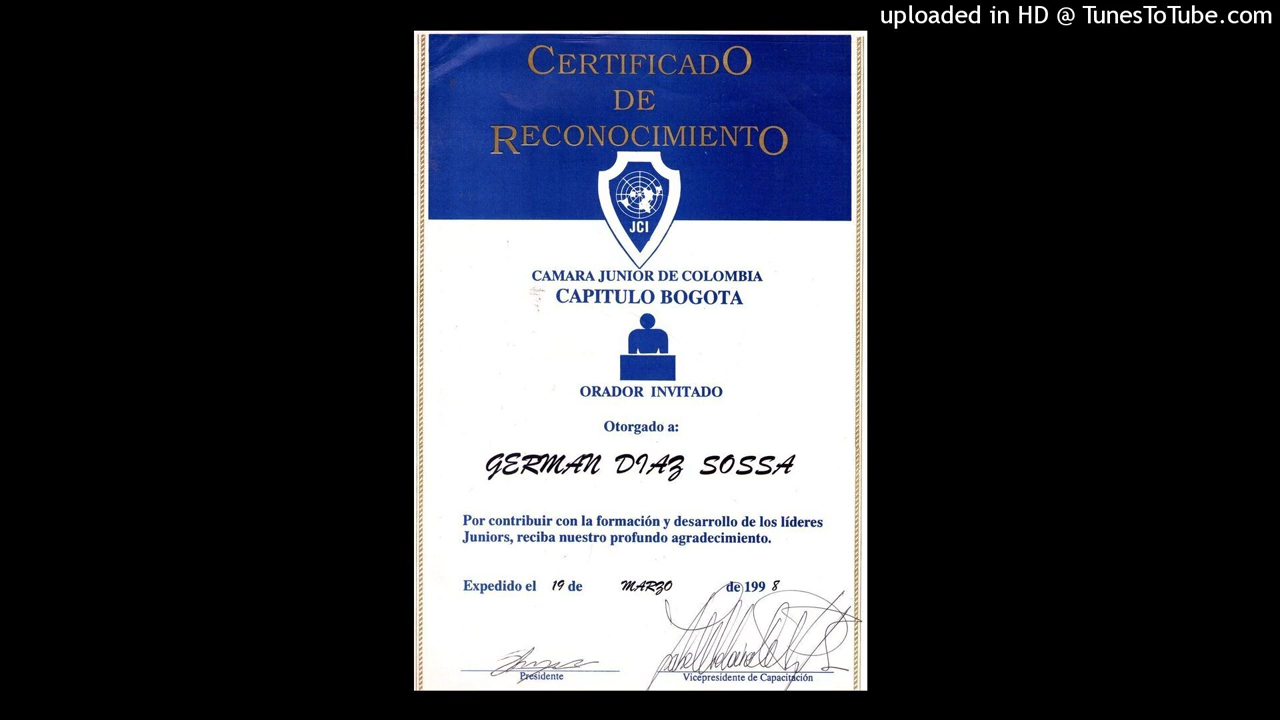 uploaded in HD @ TunesToTube.com
CERTIFICADO
DE
RECONOCIMIENTO
JCI
CAMARA JUNIOR DE COLOMBIA
CAPITULO BOGOTA
ORADOR INVITADO
Otorgado a:
GERMAN DIAZ SOSSA
Por contribuir con la formación y desarrollo de los líderes
Juniors, reciba nuestro profundo agradecimiento.
Expedido el 19 de MARZO de 1998
Presidente Vicepresidente de Capacitación